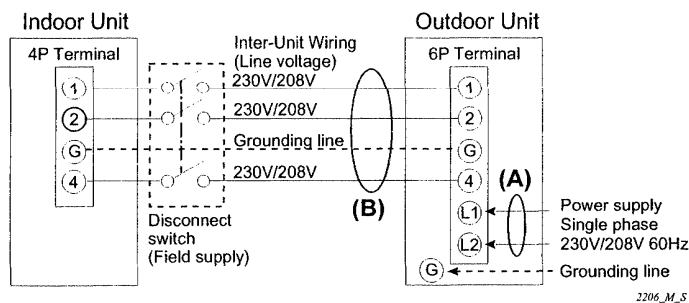 Indoor Unit
Outdoor Unit
4P Terminal
Inter-Unit Wiring
(Line voltage)
6P Terminal
1
230V/208V
1
2
230V/208V
2
G
Grounding line
G
4
230V/208V
4
(A)
(B)
Disconnect
switch
(Field supply)
L1
Power supply
Single phase
L2
230V/208V 60Hz
G
Grounding line
2206_M_S